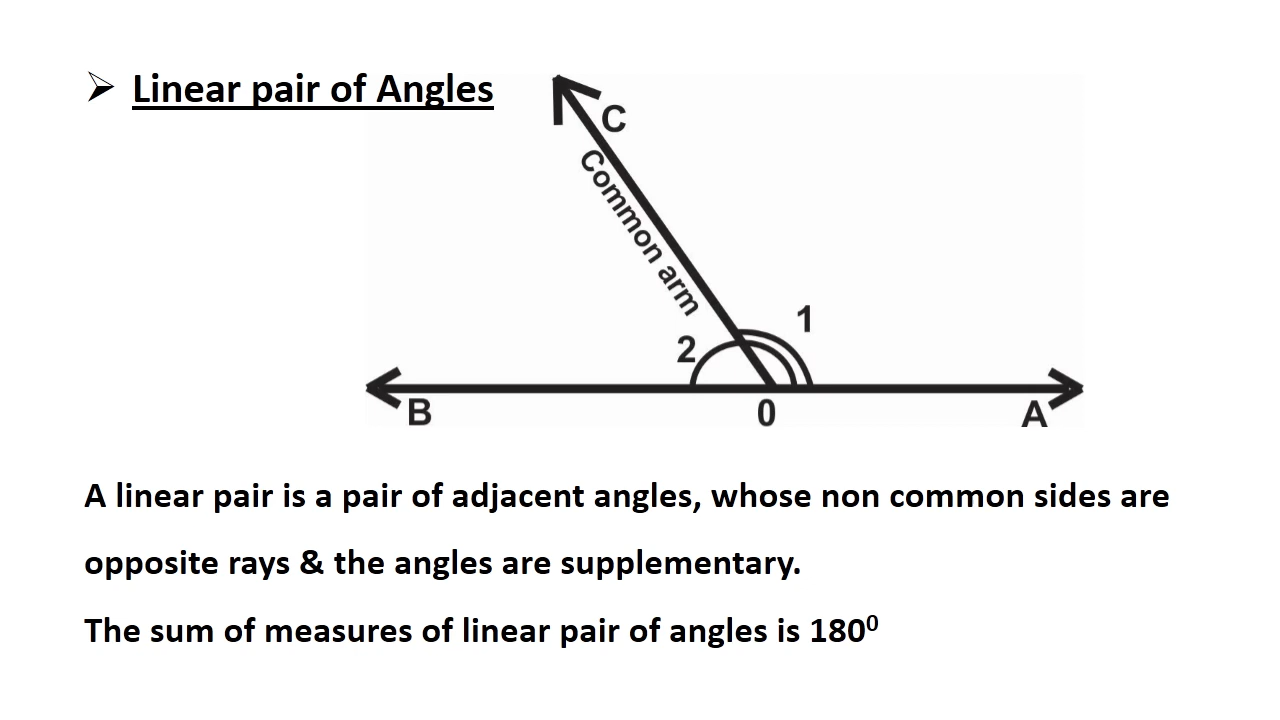 ➢ Linear pair of Angles
C
Common arm
1
2
B
0
A
A linear pair is a pair of adjacent angles, whose non common sides are
opposite rays & the angles are supplementary.
The sum of measures of linear pair of angles is 180⁰